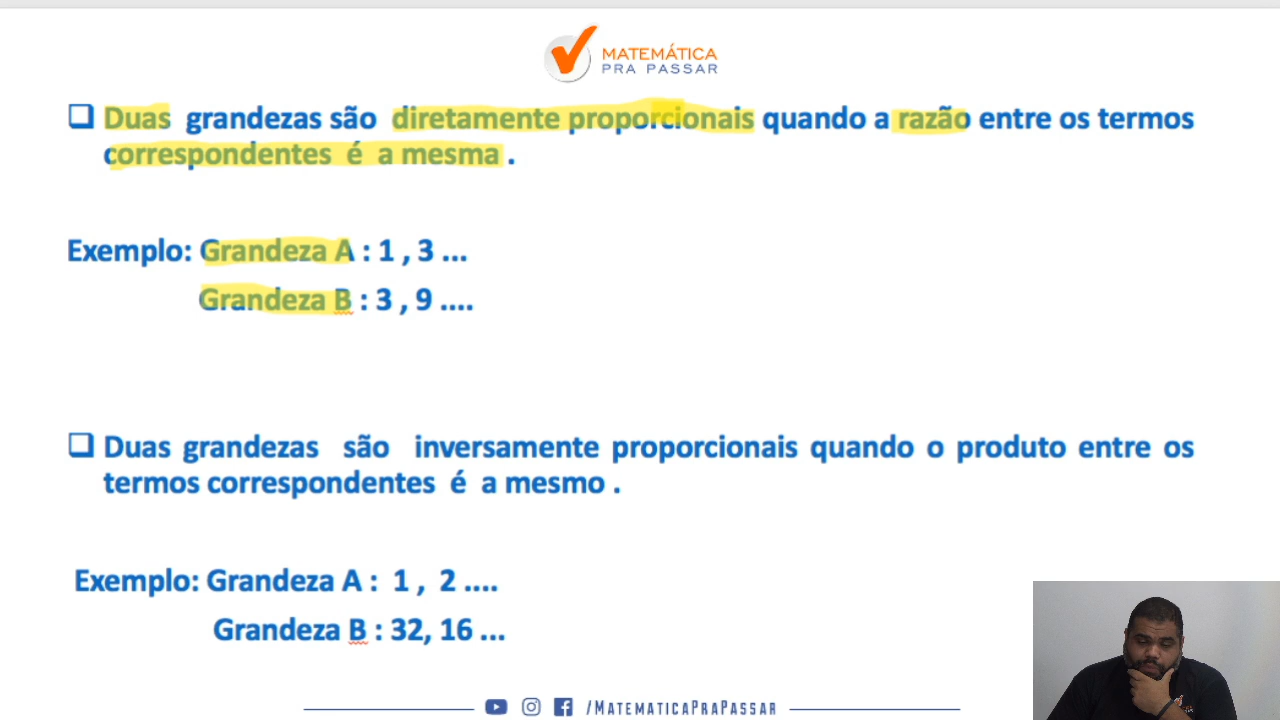 MATEMÁTICA
PRA PASSAR
Duas grandezas são diretamente proporcionais quando a razão entre os termos
correspondentes é a mesma .
Exemplo: Grandeza A : 1 , 3 ...
Grandeza B : 3 , 9 ....
Duas grandezas são inversamente proporcionais quando o produto entre os
termos correspondentes é a mesmo .
Exemplo: Grandeza A : 1 , 2 ....
Grandeza B : 32, 16 ...
/MATEMATICAPRAPASSAR